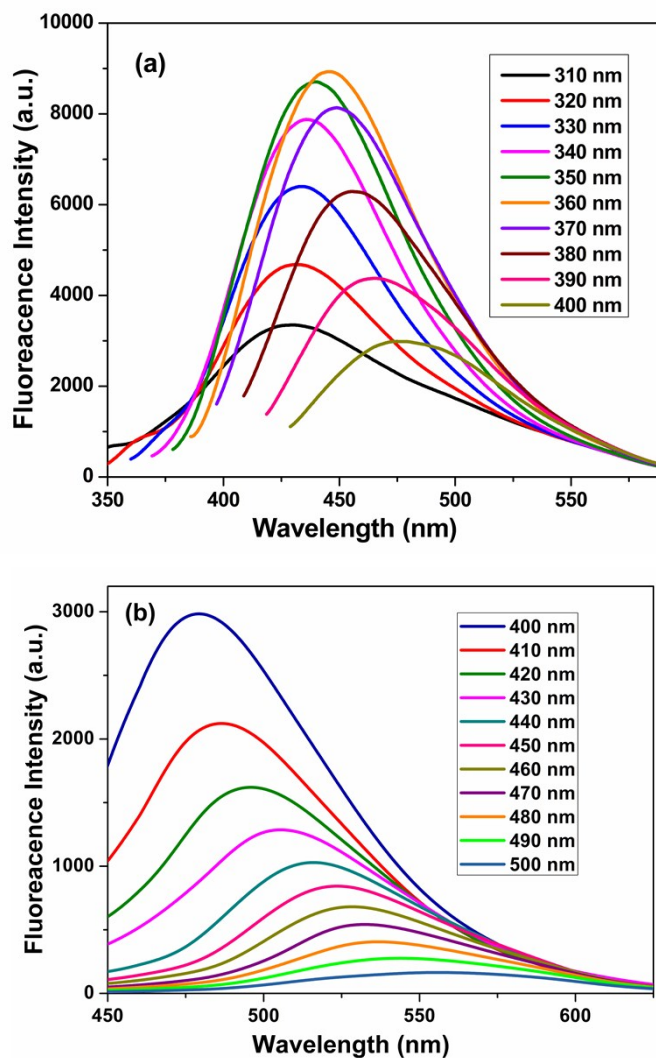 10000
(a)
310 nm
320 nm
330 nm
340 nm
350 nm
360 nm
370 nm
380 nm
390 nm
400 nm
8000
6000
4000
2000
0
Fluoreacence Intensity (a.u.)
350 400 450 500 550
Wavelength (nm)
3000
(b)
400 nm
410 nm
420 nm
430 nm
440 nm
450 nm
460 nm
470 nm
480 nm
490 nm
500 nm
2000
1000
0
Fluoreacence Intensity (a.u.)
450 500 550 600
Wavelength (nm)